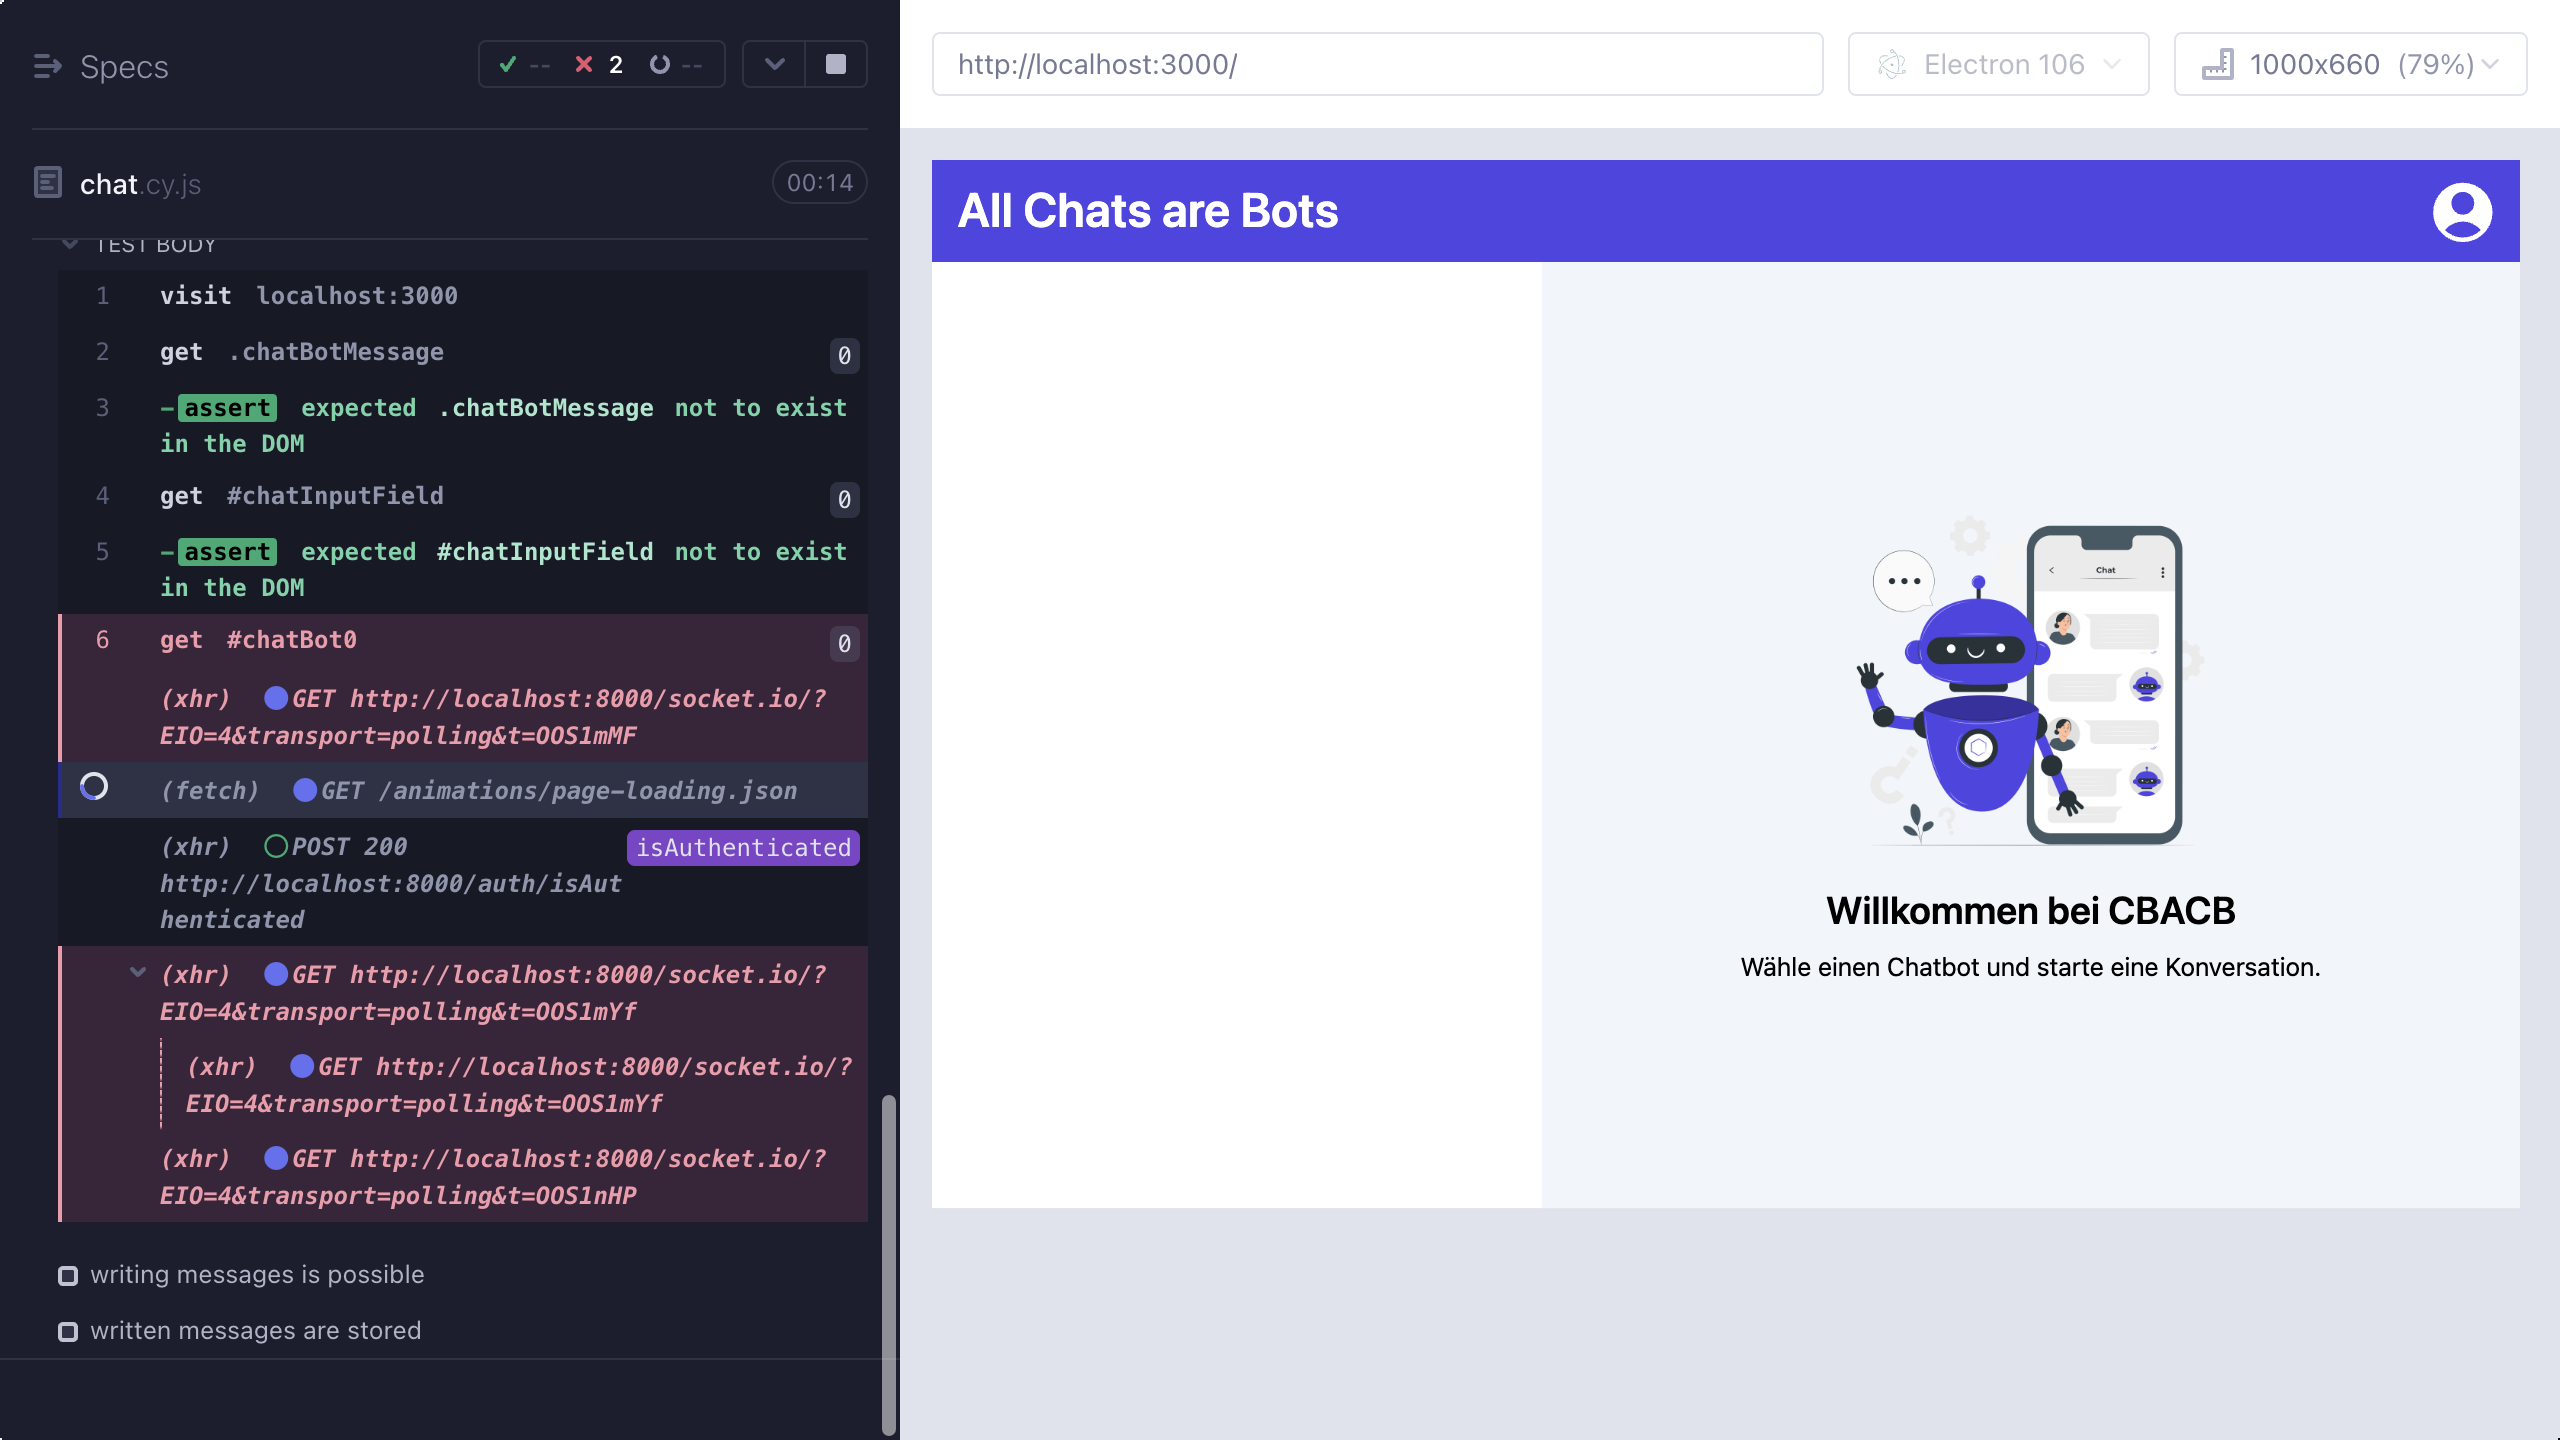 Specs
-- 2 --
chat.cy.js
00:14
TEST BODY
1 visit localhost:3000
2 get .chatBotMessage 0
3 -assert expected .chatBotMessage not to exist
in the DOM
4 get #chatInputField 0
5 -assert expected #chatInputField not to exist
in the DOM
6 get #chatBot0 0
(xhr) GET http://localhost:8000/socket.io/?
EIO=4&transport=polling&t=OOS1mMF
(fetch) GET /animations/page-loading.json
(xhr) POST 200 isAuthenticated
http://localhost:8000/auth/isAut
henticated
(xhr) GET http://localhost:8000/socket.io/?
EIO=4&transport=polling&t=OOS1mYf
(xhr) GET http://localhost:8000/socket.io/?
EIO=4&transport=polling&t=OOS1mYf
(xhr) GET http://localhost:8000/socket.io/?
EIO=4&transport=polling&t=OOS1nHP
writing messages is possible
written messages are stored
http://localhost:3000/
Electron 106
1000x660 (79%)
All Chats are Bots
Chat
Willkommen bei CBACB
Wähle einen Chatbot und starte eine Konversation.